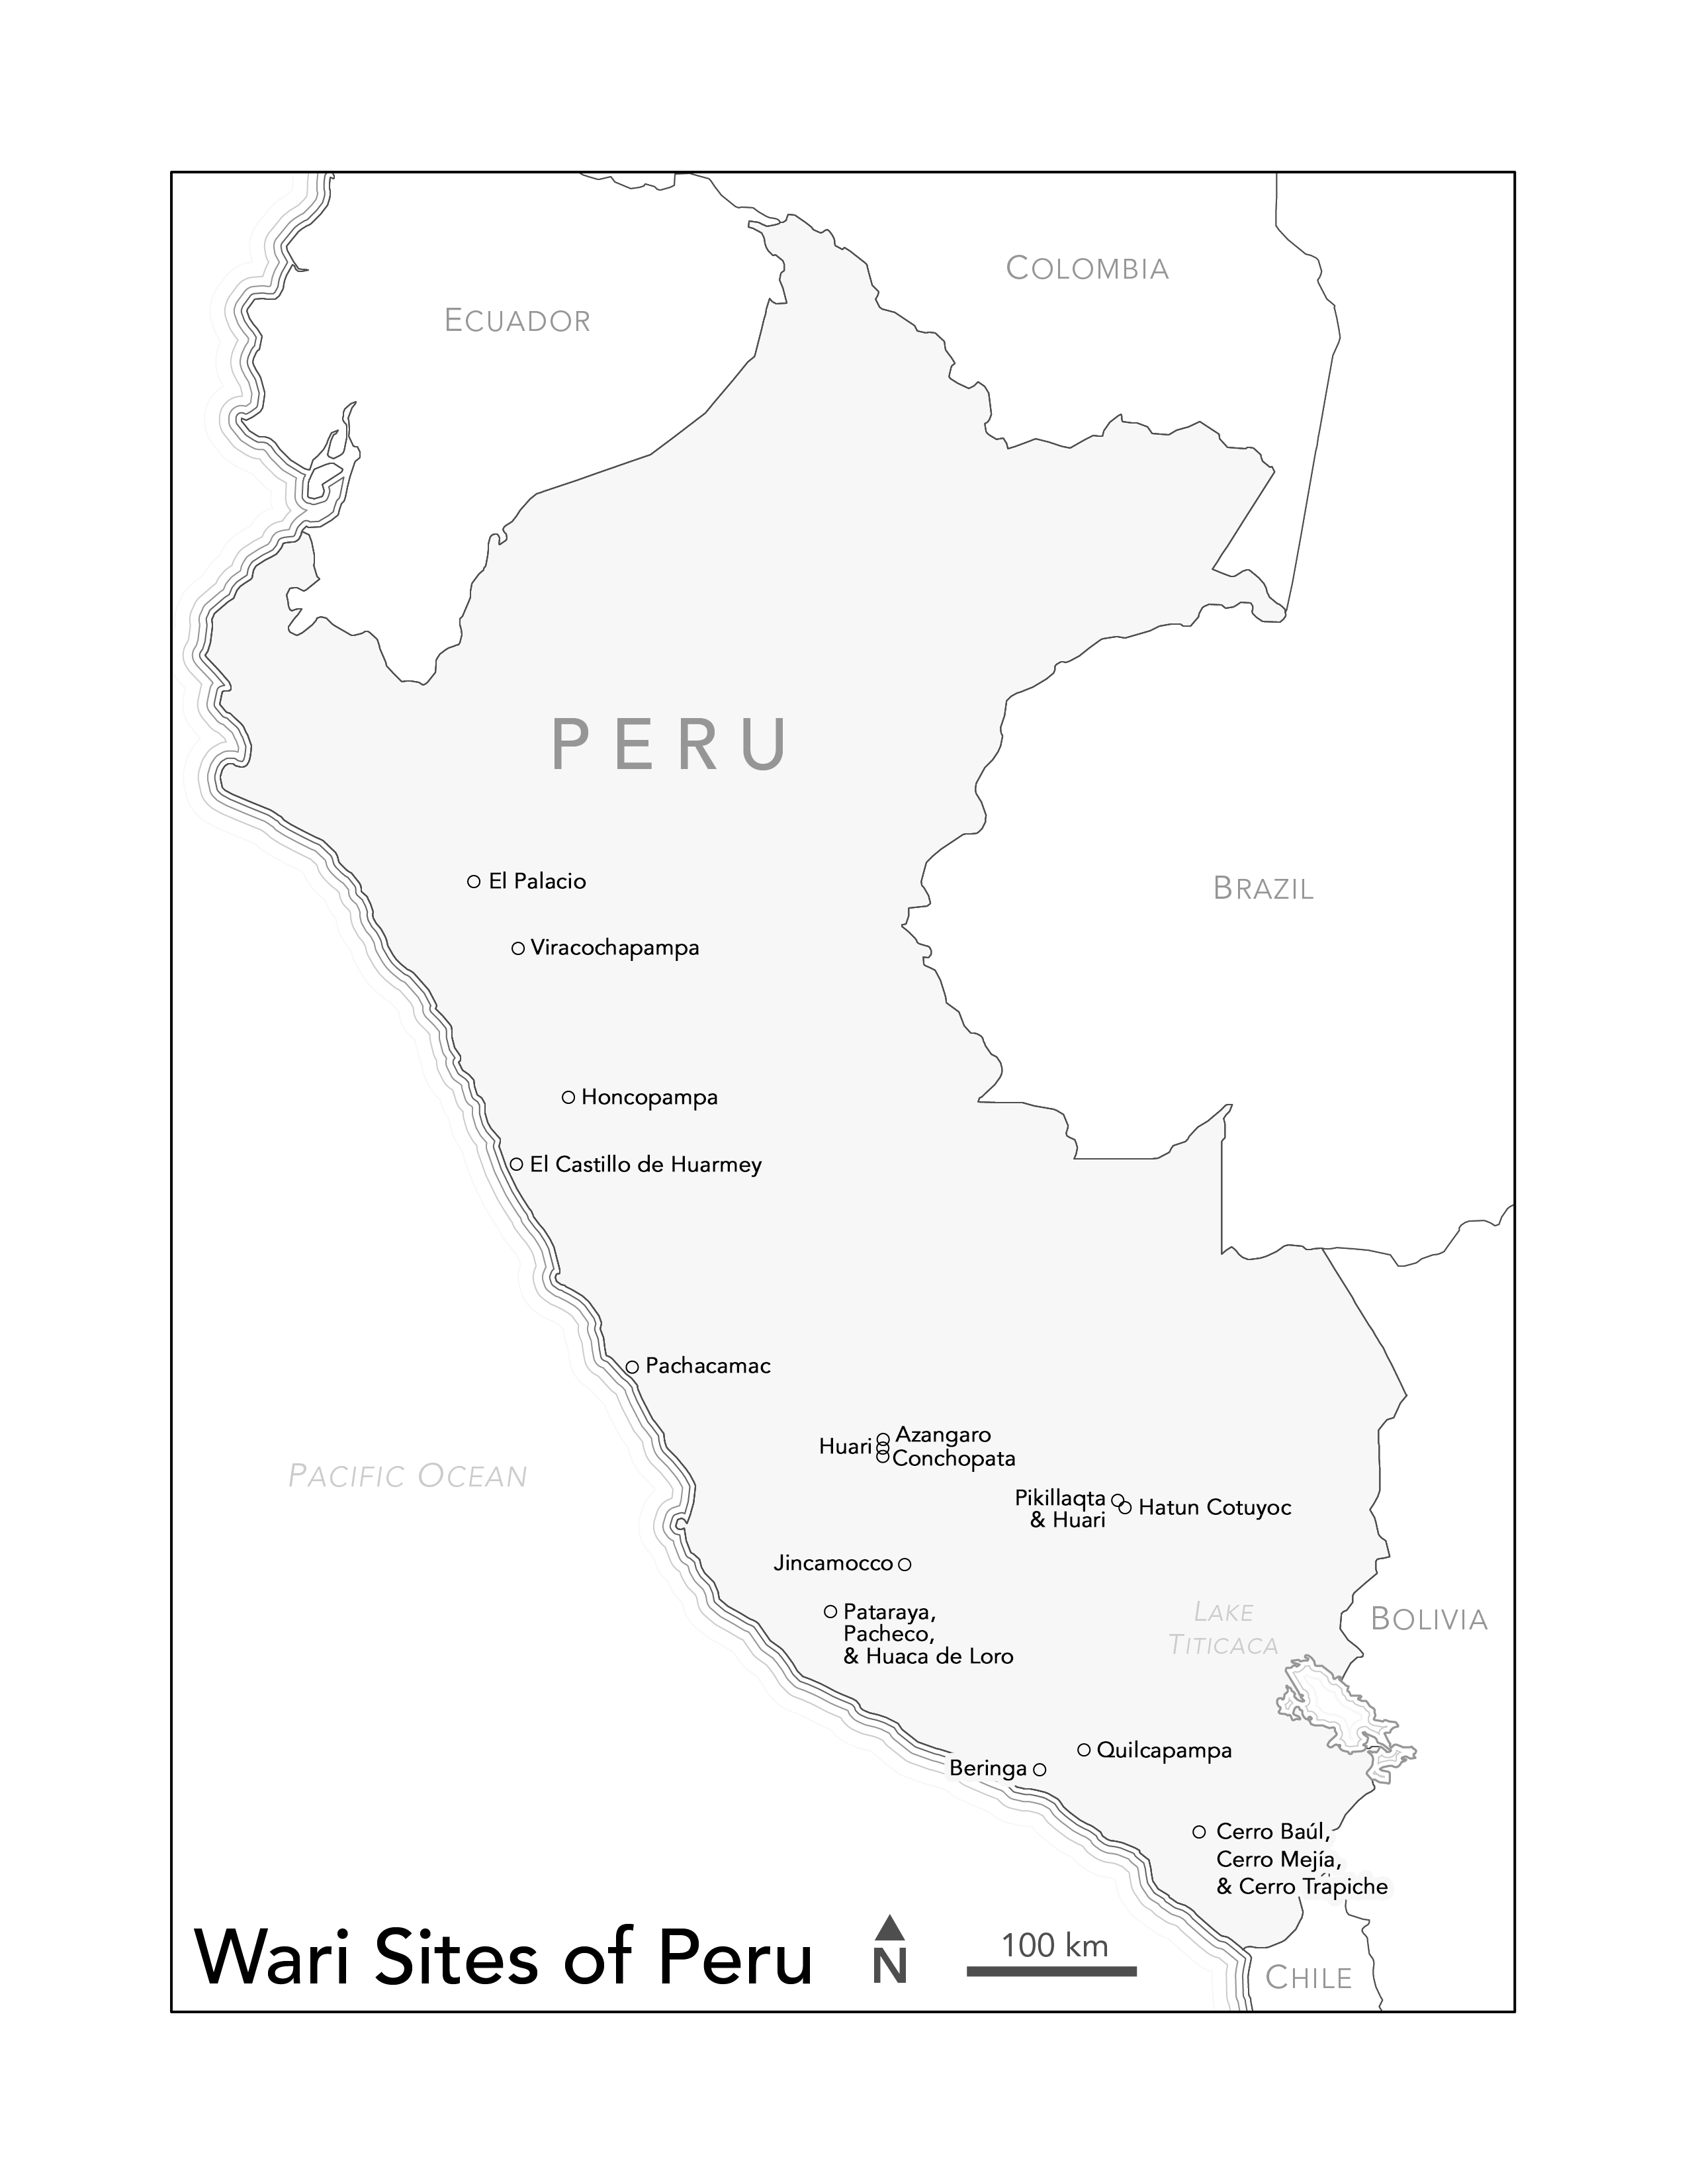 COLOMBIA
ECUADOR
PERU
El Palacio
BRAZIL
Viracochapampa
Honcopampa
El Castillo de Huarmey
Pachacamac
Azangaro
Huari
Conchopata
PACIFIC OCEAN
Pikillaqta
& Huari
Hatun Cotuyoc
Jincamocco
Pataraya,
Pacheco,
& Huaca de Loro
LAKE
TITICACA
BOLIVIA
Quilcapampa
Beringa
Cerro Baúl,
Cerro Mejía,
& Cerro Trapiche
Wari Sites of Peru
N
100 km
CHILE